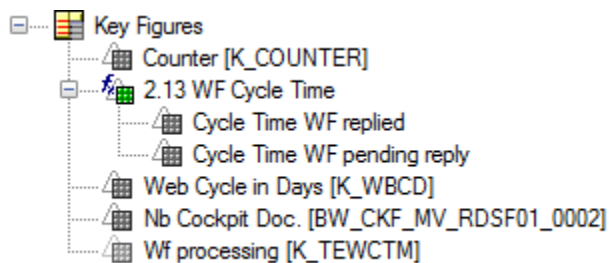 Key Figures
Counter [K_COUNTER]
2.13 WF Cycle Time
Cycle Time WF replied
Cycle Time WF pending reply
Web Cycle in Days [K_WBCD]
Nb Cockpit Doc. [BW_CKF_MV_RDSF01_0002]
Wf processing [K_TEWCTM]